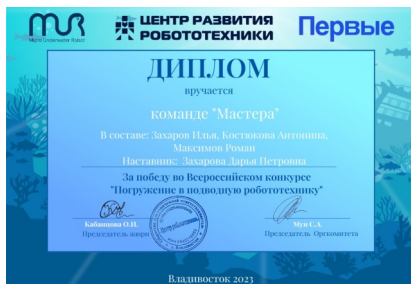 MUR
ЦЕНТР РАЗВИТИЯ
РОБОТОТЕХНИКИ
Первые
ДИПЛОМ
вручается
команде "Мастера"
В составе: Захаров Илья, Костюкова Антонина,
Максимов Роман
Наставник: Захарова Дарья Петровна
За победу во Всероссийском конкурсе
"Погружение в подводную робототехнику"
Кабанцова О.Н.
Председатель жюри
Мун С.А.
Председатель Оргкомитета
Владивосток 2023